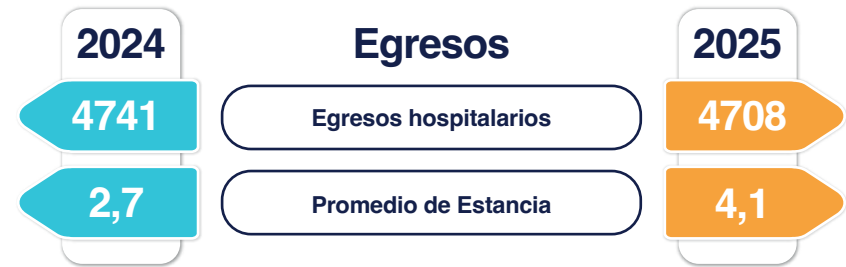 2024 Egresos 2025
4741 Egresos hospitalarios 4708
2,7 Promedio de Estancia 4,1